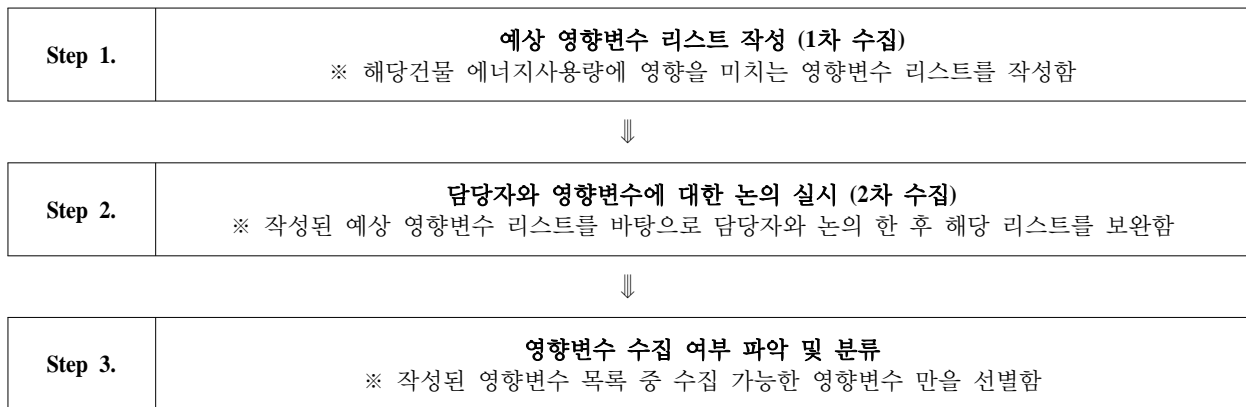 Step 1.
예상 영향변수 리스트 작성 (1차 수집)
※ 해당건물 에너지사용량에 영향을 미치는 영향변수 리스트를 작성함
⇓
Step 2.
담당자와 영향변수에 대한 논의 실시 (2차 수집)
※ 작성된 예상 영향변수 리스트를 바탕으로 담당자와 논의 한 후 해당 리스트를 보완함
⇓
Step 3.
영향변수 수집 여부 파악 및 분류
※ 작성된 영향변수 목록 중 수집 가능한 영향변수 만을 선별함